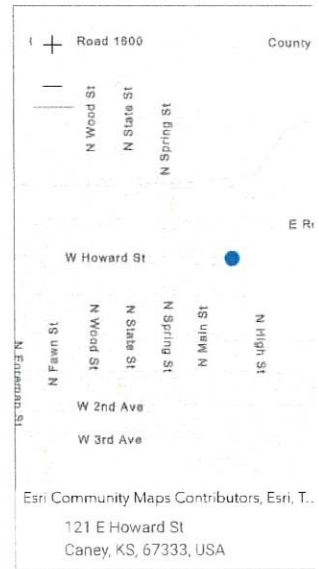 Road 1600
County
N Wood St
N State St
N Spring St
E R
W Howard St
N Foreman St
N Fawn St
N Wood St
N State St
N Spring St
N Main St
N High St
W 2nd Ave
W 3rd Ave
Esri Community Maps Contributors, Esri, T...
121 E Howard St
Caney, KS, 67333, USA